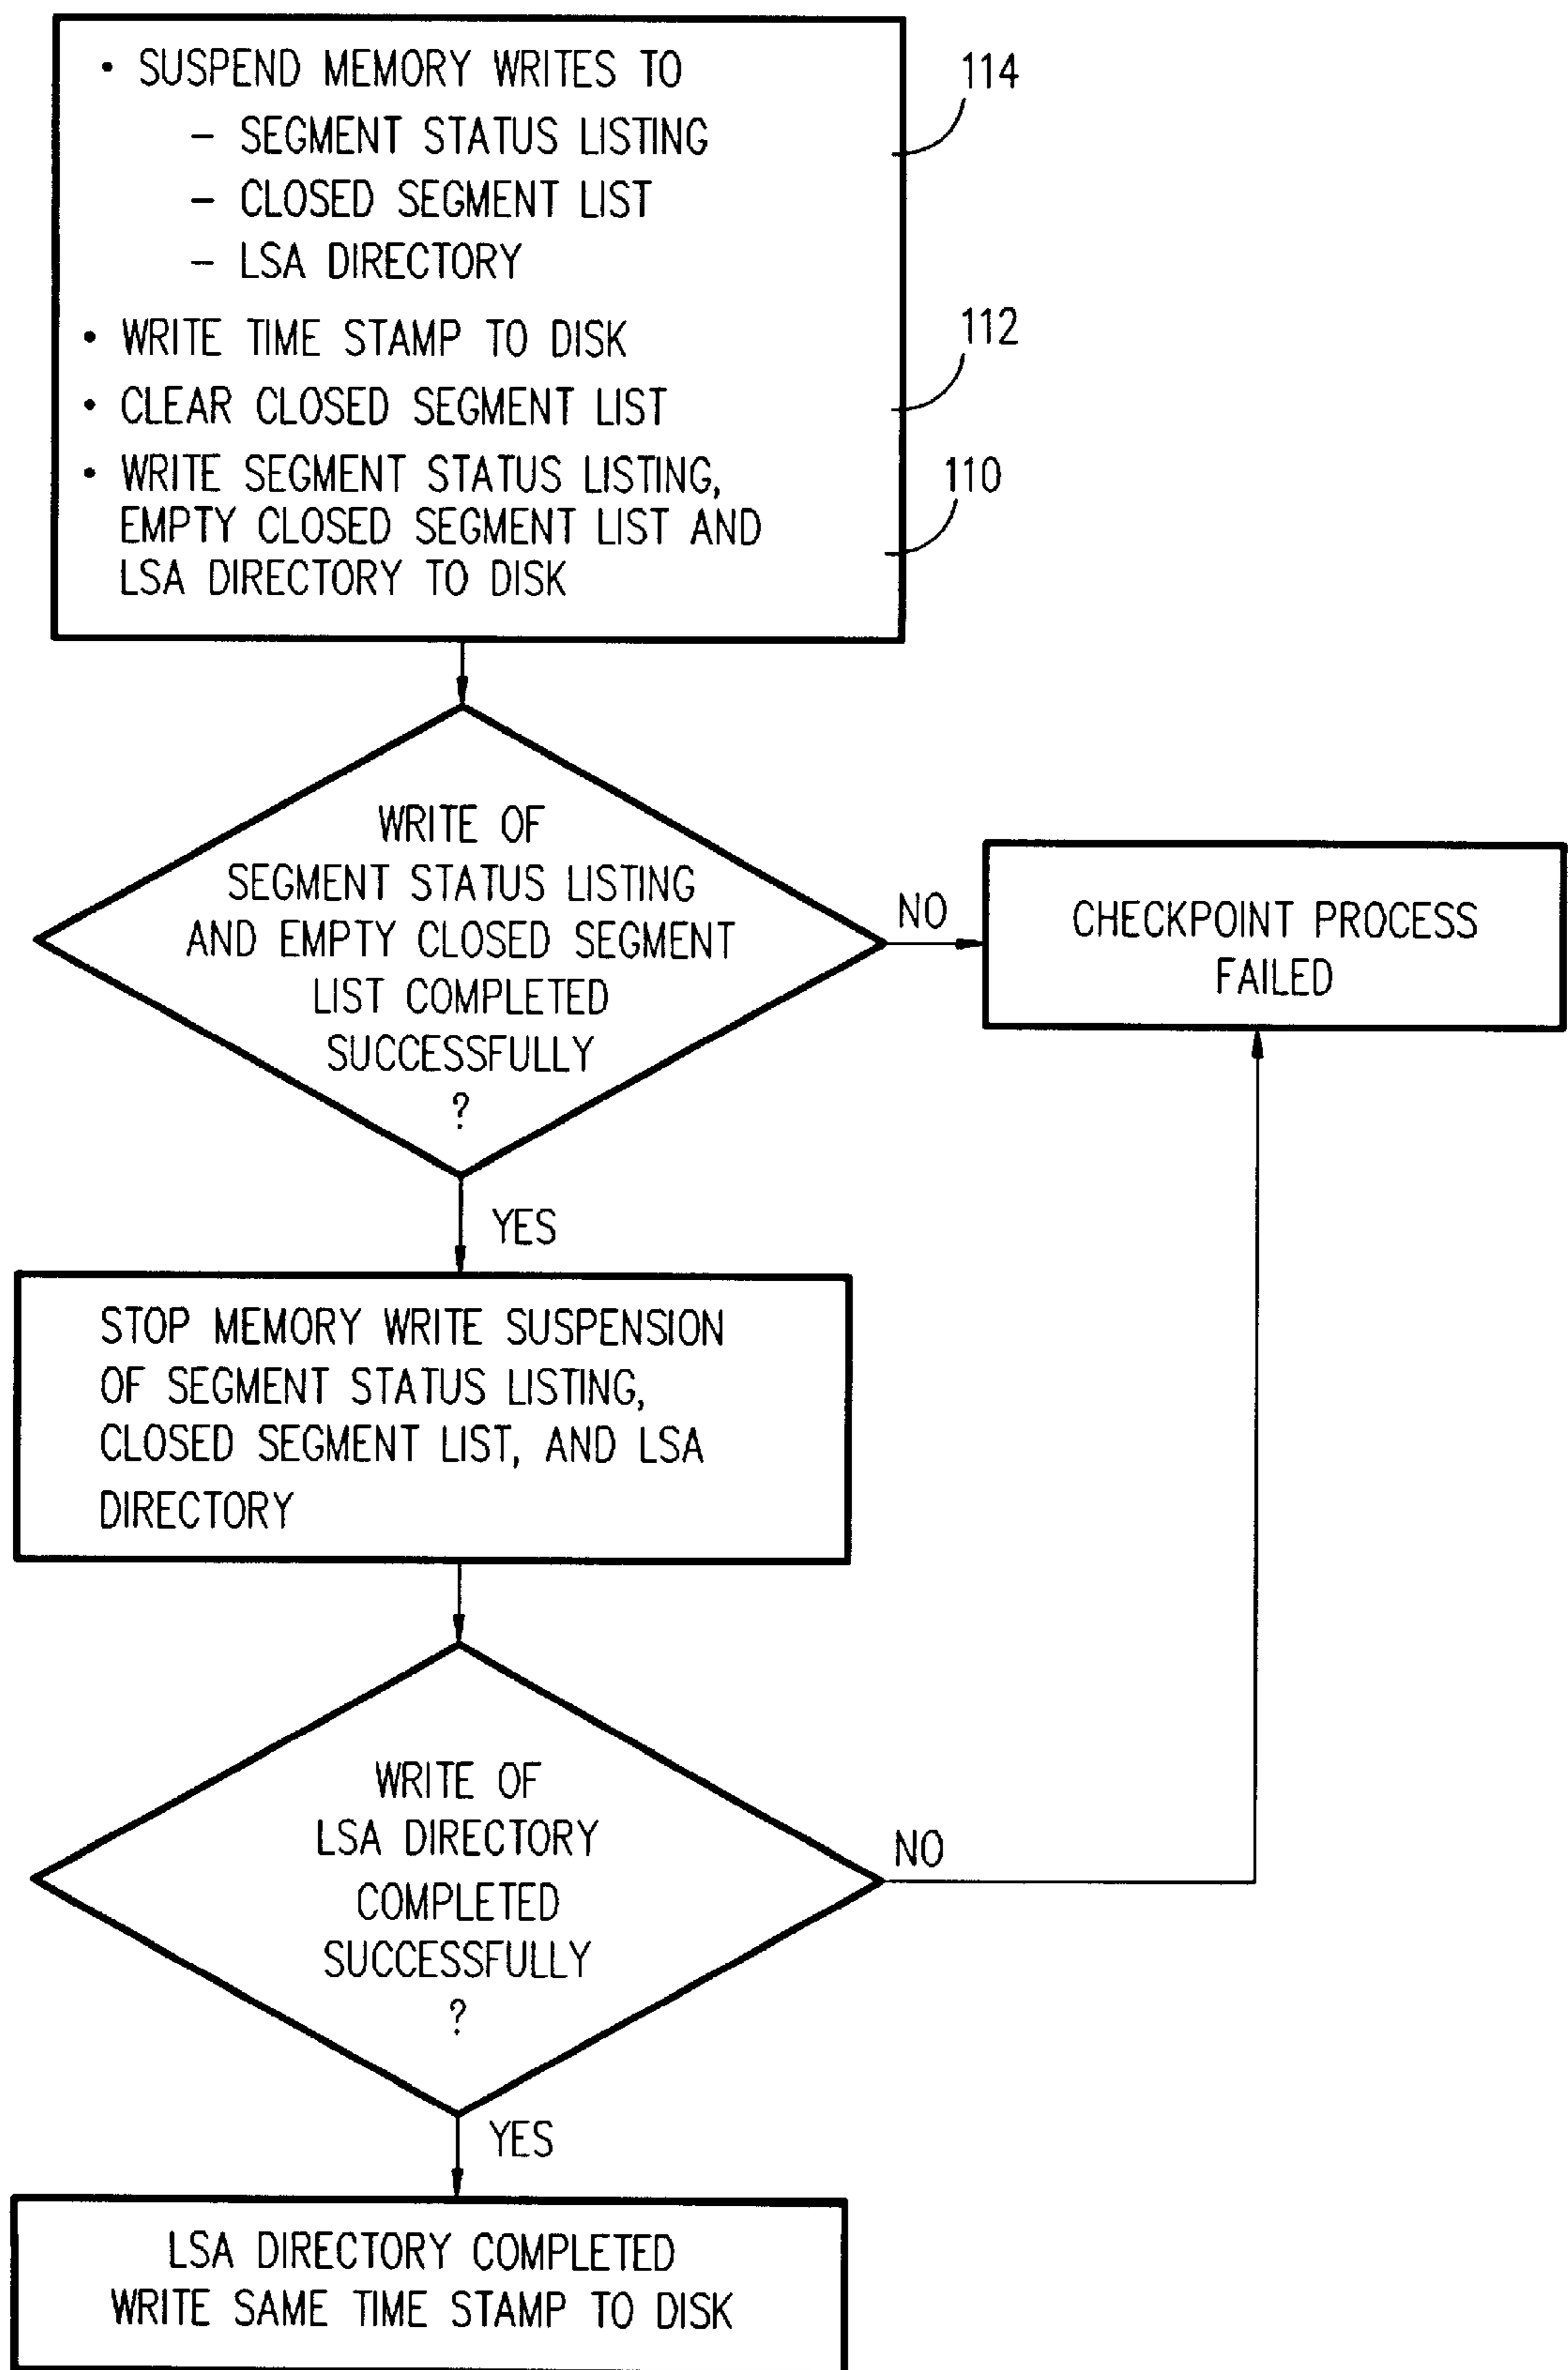 • SUSPEND MEMORY WRITES TO
– SEGMENT STATUS LISTING
– CLOSED SEGMENT LIST
– LSA DIRECTORY
• WRITE TIME STAMP TO DISK
• CLEAR CLOSED SEGMENT LIST
• WRITE SEGMENT STATUS LISTING,
EMPTY CLOSED SEGMENT LIST AND
LSA DIRECTORY TO DISK
114
112
110
WRITE OF
SEGMENT STATUS LISTING
AND EMPTY CLOSED SEGMENT
LIST COMPLETED
SUCCESSFULLY
?
NO
CHECKPOINT PROCESS
FAILED
YES
STOP MEMORY WRITE SUSPENSION
OF SEGMENT STATUS LISTING,
CLOSED SEGMENT LIST, AND LSA
DIRECTORY
WRITE OF
LSA DIRECTORY
COMPLETED
SUCCESSFULLY
?
NO
YES
LSA DIRECTORY COMPLETED
WRITE SAME TIME STAMP TO DISK